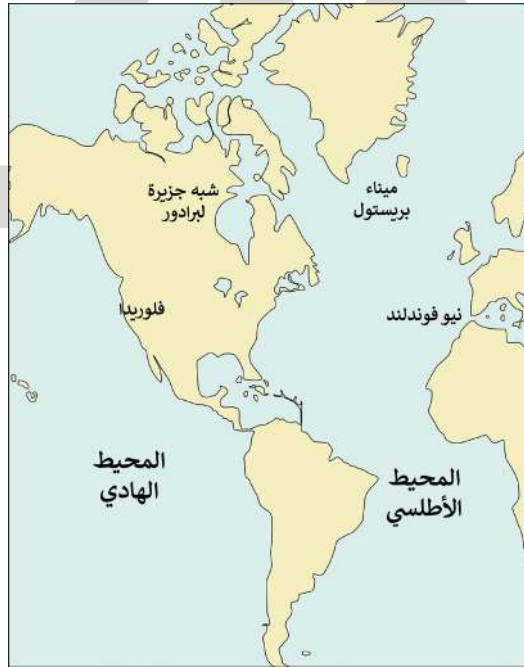 ميناء
بريستول
شبه جزيرة
لبرادور
نيو فوندلند
فلوريدا
المحيط
الأطلسي
المحيط
الهادي